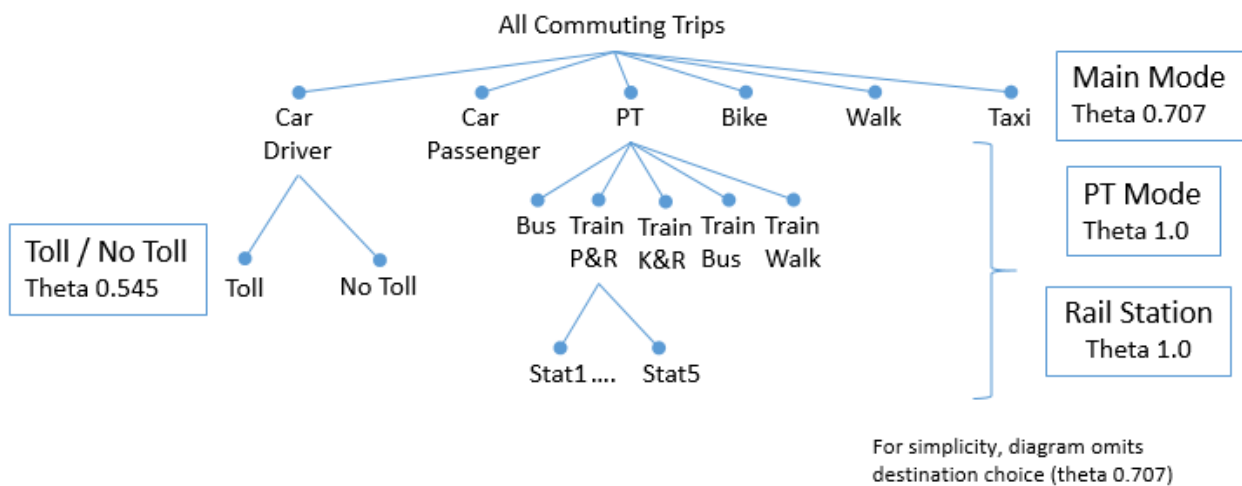 All Commuting Trips
Main Mode
Theta 0.707
Car
Driver
Car
Passenger
PT
Bike
Walk
Taxi
PT Mode
Theta 1.0
Bus
Train
P&R
Train
K&R
Train
Bus
Train
Walk
Toll / No Toll
Theta 0.545
Toll
No Toll
Rail Station
Theta 1.0
Stat1 ....
Stat5
For simplicity, diagram omits
destination choice (theta 0.707)